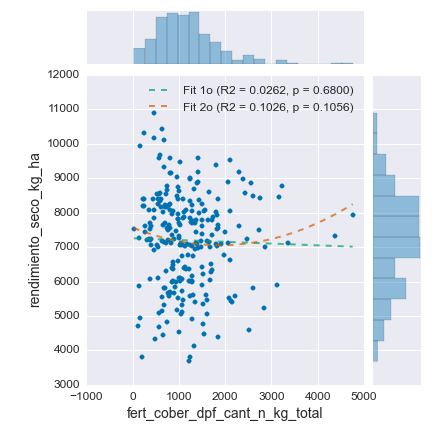 12000
11000
10000
9000
8000
7000
6000
5000
4000
3000
rendimiento_seco_kg_ha
Fit 1o (R2 = 0.0262, p = 0.6800)
Fit 2o (R2 = 0.1026, p = 0.1056)
-1000 0 1000 2000 3000 4000 5000
fert_cober_dpf_cant_n_kg_total